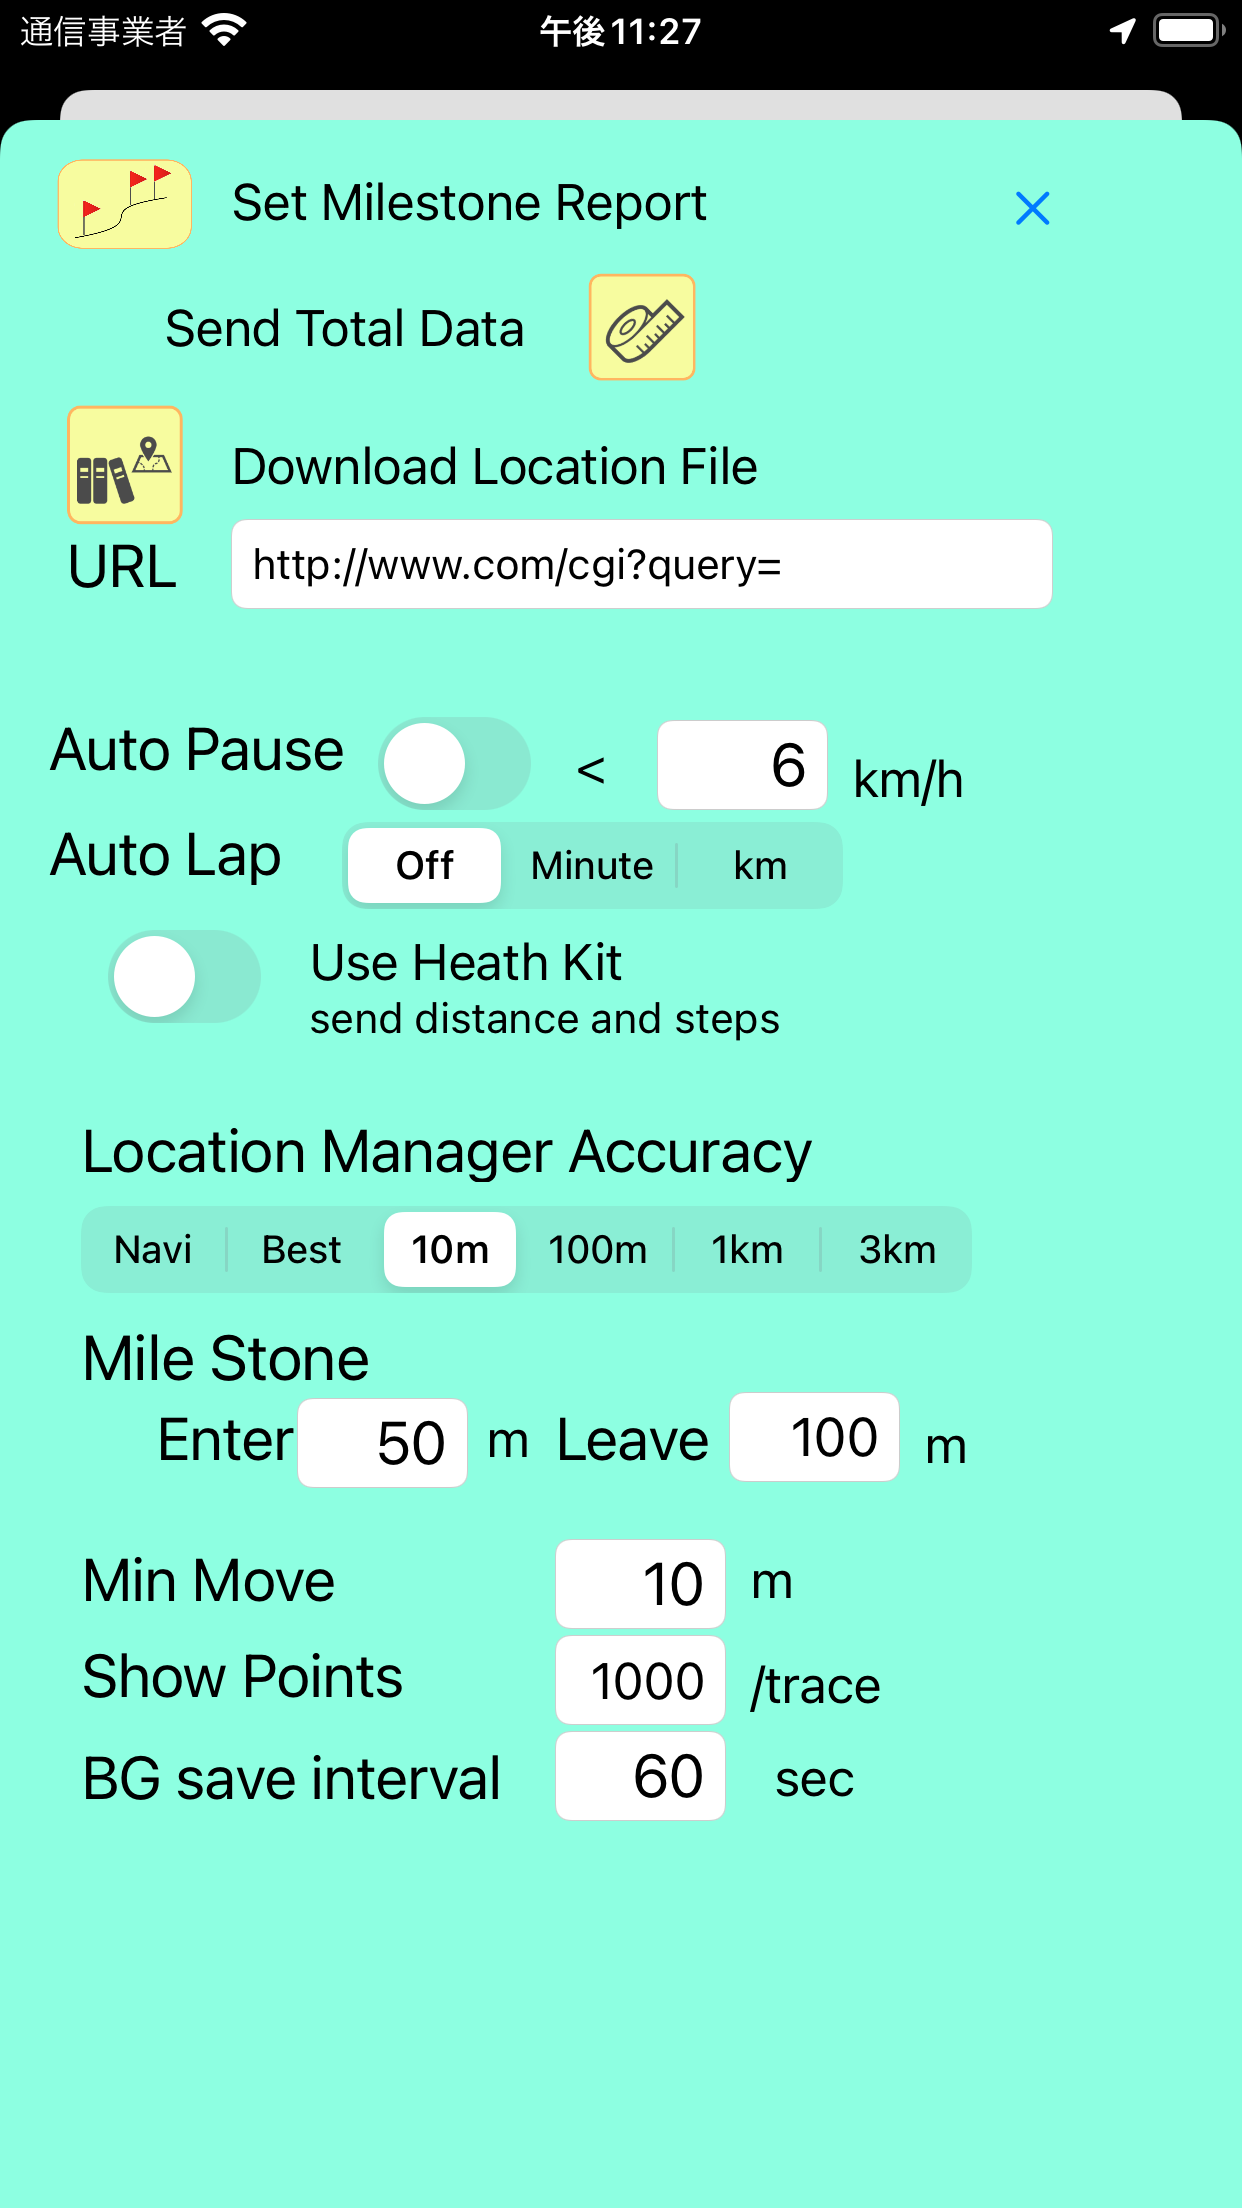 通信事業者 午後11:27
Set Milestone Report
Send Total Data
Download Location File
URL http://www.com/cgi?query=
Auto Pause < 6 km/h
Auto Lap Off Minute km
Use Heath Kit
send distance and steps
Location Manager Accuracy
Navi Best 10m 100m 1km 3km
Mile Stone
Enter 50 m Leave 100 m
Min Move 10 m
Show Points 1000 /trace
BG save interval 60 sec